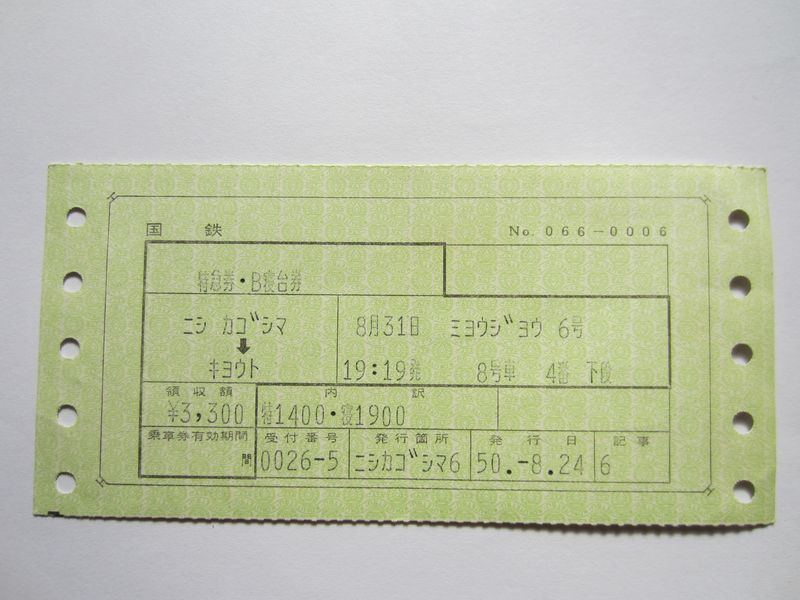 国鉄 No. 066-0006
特急券・B寝台券
ニシ カゴシマ 8月31日 ミヨウジヨウ 6号
⬇
キヨウト 19:19発 8号車 4番 下段
領収額 内訳
¥3,300 特1400・寝1900
乗車券有効期間 受付番号 発行箇所 発行日 記事
間 0026-5 ニシカゴシマ6 50.-8.24 6